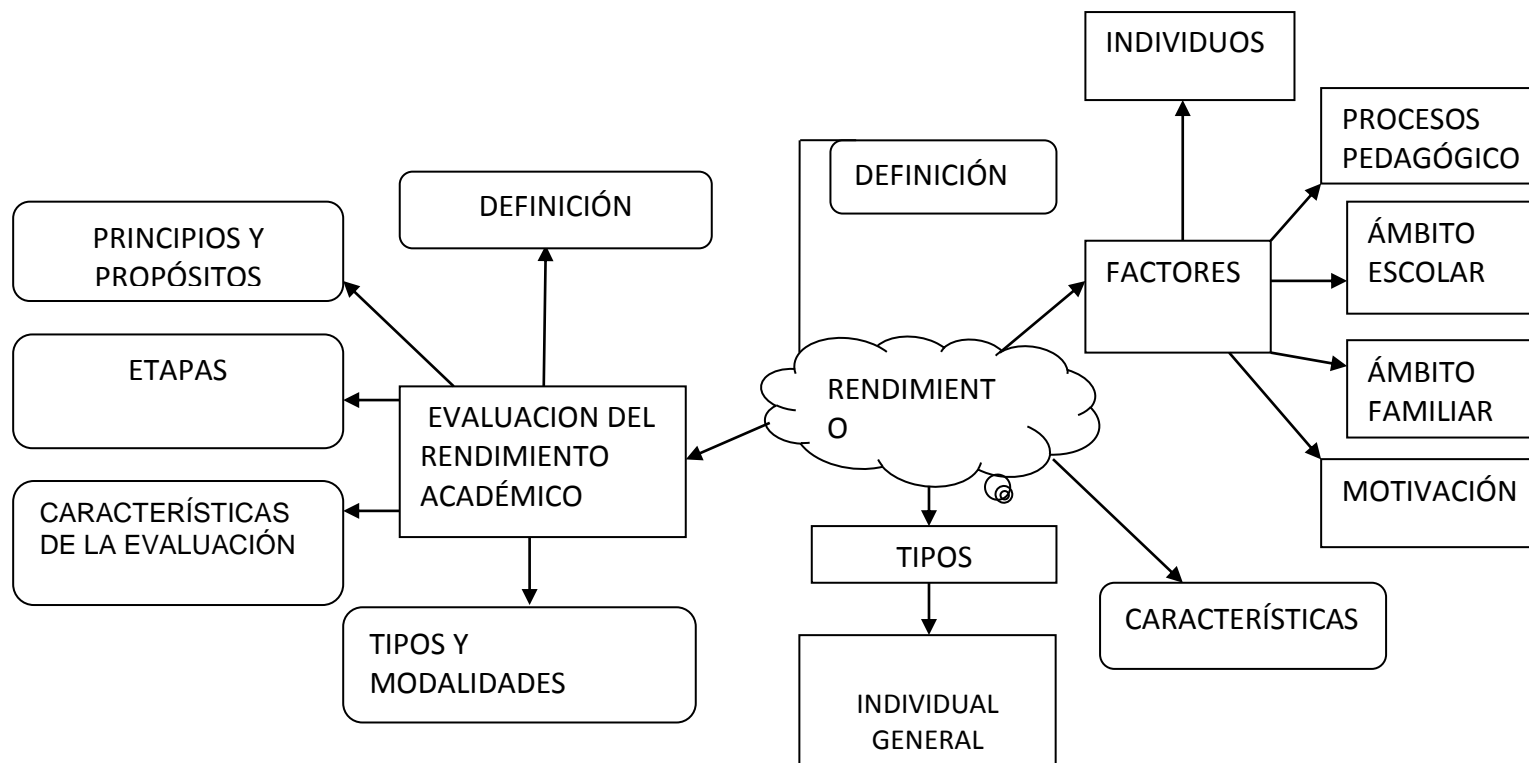 INDIVIDUOS
PROCESOS
PEDAGÓGICO
DEFINICIÓN
DEFINICIÓN
PRINCIPIOS Y
PROPÓSITOS
ÁMBITO
ESCOLAR
FACTORES
ETAPAS
RENDIMIENT
O
ÁMBITO
FAMILIAR
EVALUACION DEL
RENDIMIENTO
ACADÉMICO
MOTIVACIÓN
CARACTERÍSTICAS
DE LA EVALUACIÓN
TIPOS
CARACTERÍSTICAS
TIPOS Y
MODALIDADES
INDIVIDUAL
GENERAL